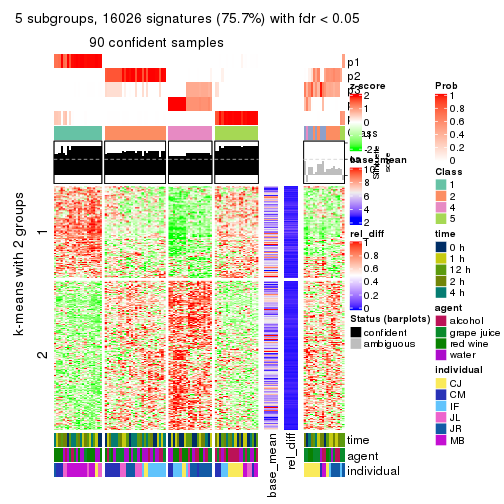 5 subgroups, 16026 signatures (75.7%) with fdr < 0.05
90 confident samples
p1
p2
p3
z-score
2
1
0
-1
-2
base_mean
10
8
6
4
2
rel_diff
1
0.8
0.6
0.4
0.2
0
Status (barplots)
confident
ambiguous
Prob
1
0.8
0.6
0.4
0.2
0
Class
1
2
4
5
time
0 h
1 h
12 h
2 h
4 h
agent
alcohol
grape juice
red wine
water
individual
CJ
CM
IF
JL
JR
MB
k-means with 2 groups
1
2
base_mean
rel_diff
time
agent
individual